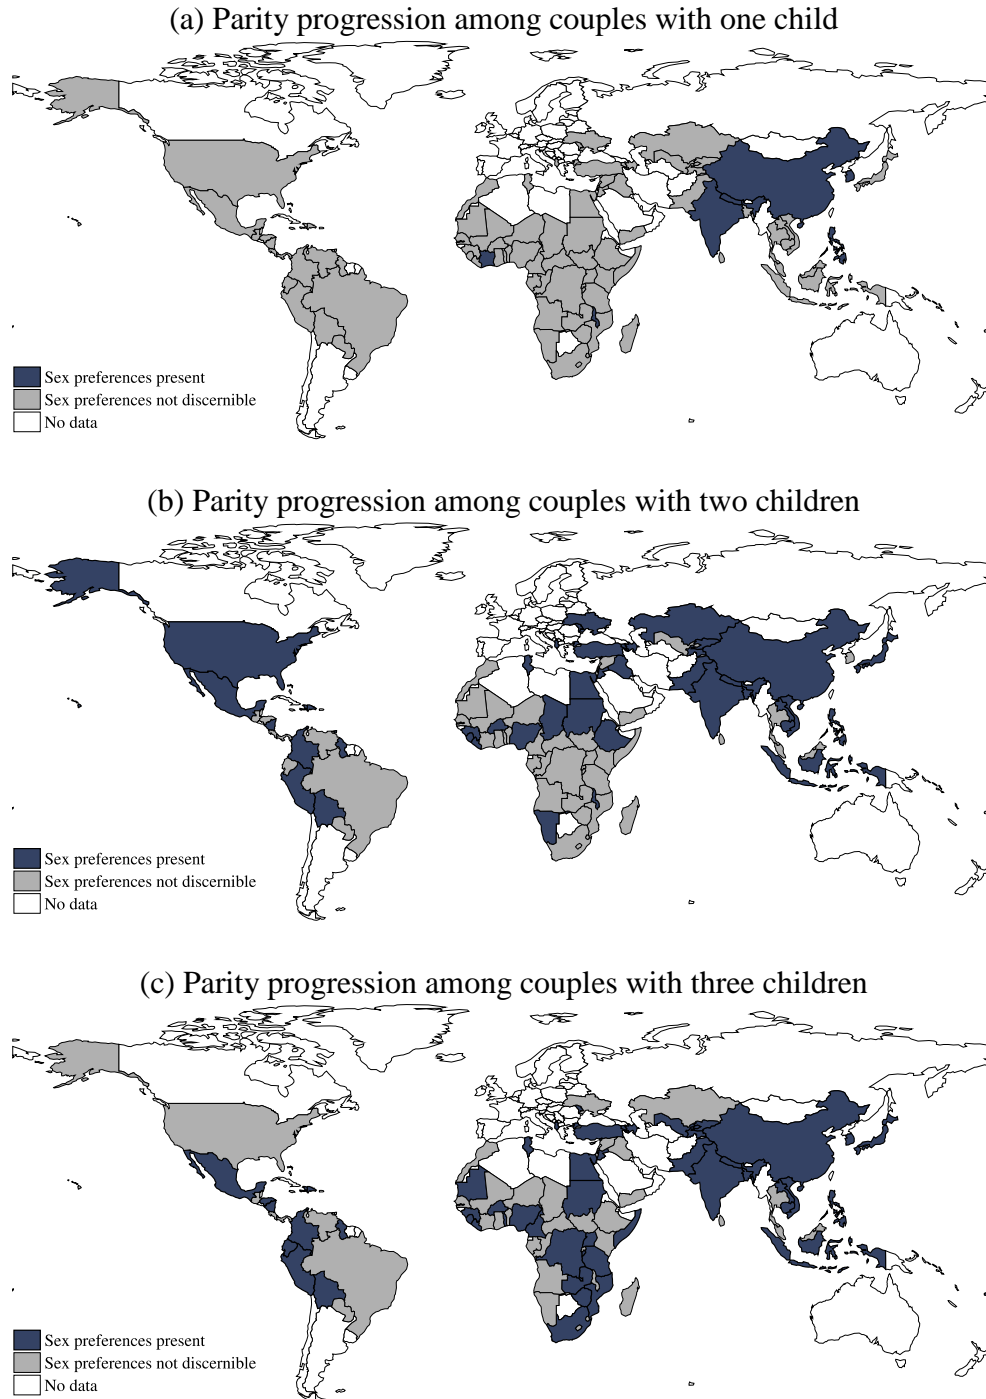 (a) Parity progression among couples with one child
Sex preferences present
Sex preferences not discernible
No data
(b) Parity progression among couples with two children
Sex preferences present
Sex preferences not discernible
No data
(c) Parity progression among couples with three children
Sex preferences present
Sex preferences not discernible
No data